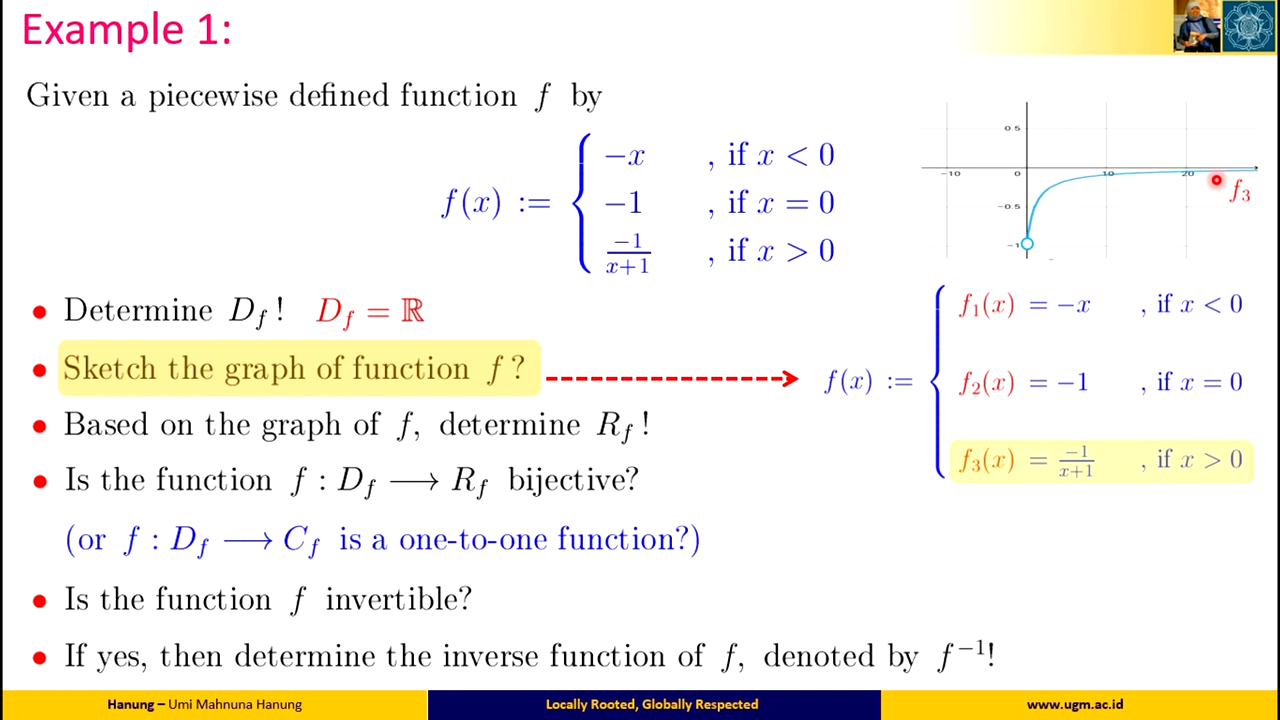 Example 1:
Given a piecewise defined function f by
f(x) := { −x , if x < 0
−1 , if x = 0
−1/(x+1) , if x > 0
0.5
−10 0 10 20
−0.5
−1
f₃
• Determine D_f ! D_f = ℝ
• Sketch the graph of function f ?
f(x) := { f₁(x) = −x , if x < 0
f₂(x) = −1 , if x = 0
f₃(x) = −1/(x+1) , if x > 0
• Based on the graph of f, determine R_f !
• Is the function f : D_f ⟶ R_f bijective?
(or f : D_f ⟶ C_f is a one-to-one function?)
• Is the function f invertible?
• If yes, then determine the inverse function of f, denoted by f⁻¹!
Hanung – Umi Mahnuna Hanung
Locally Rooted, Globally Respected
www.ugm.ac.id